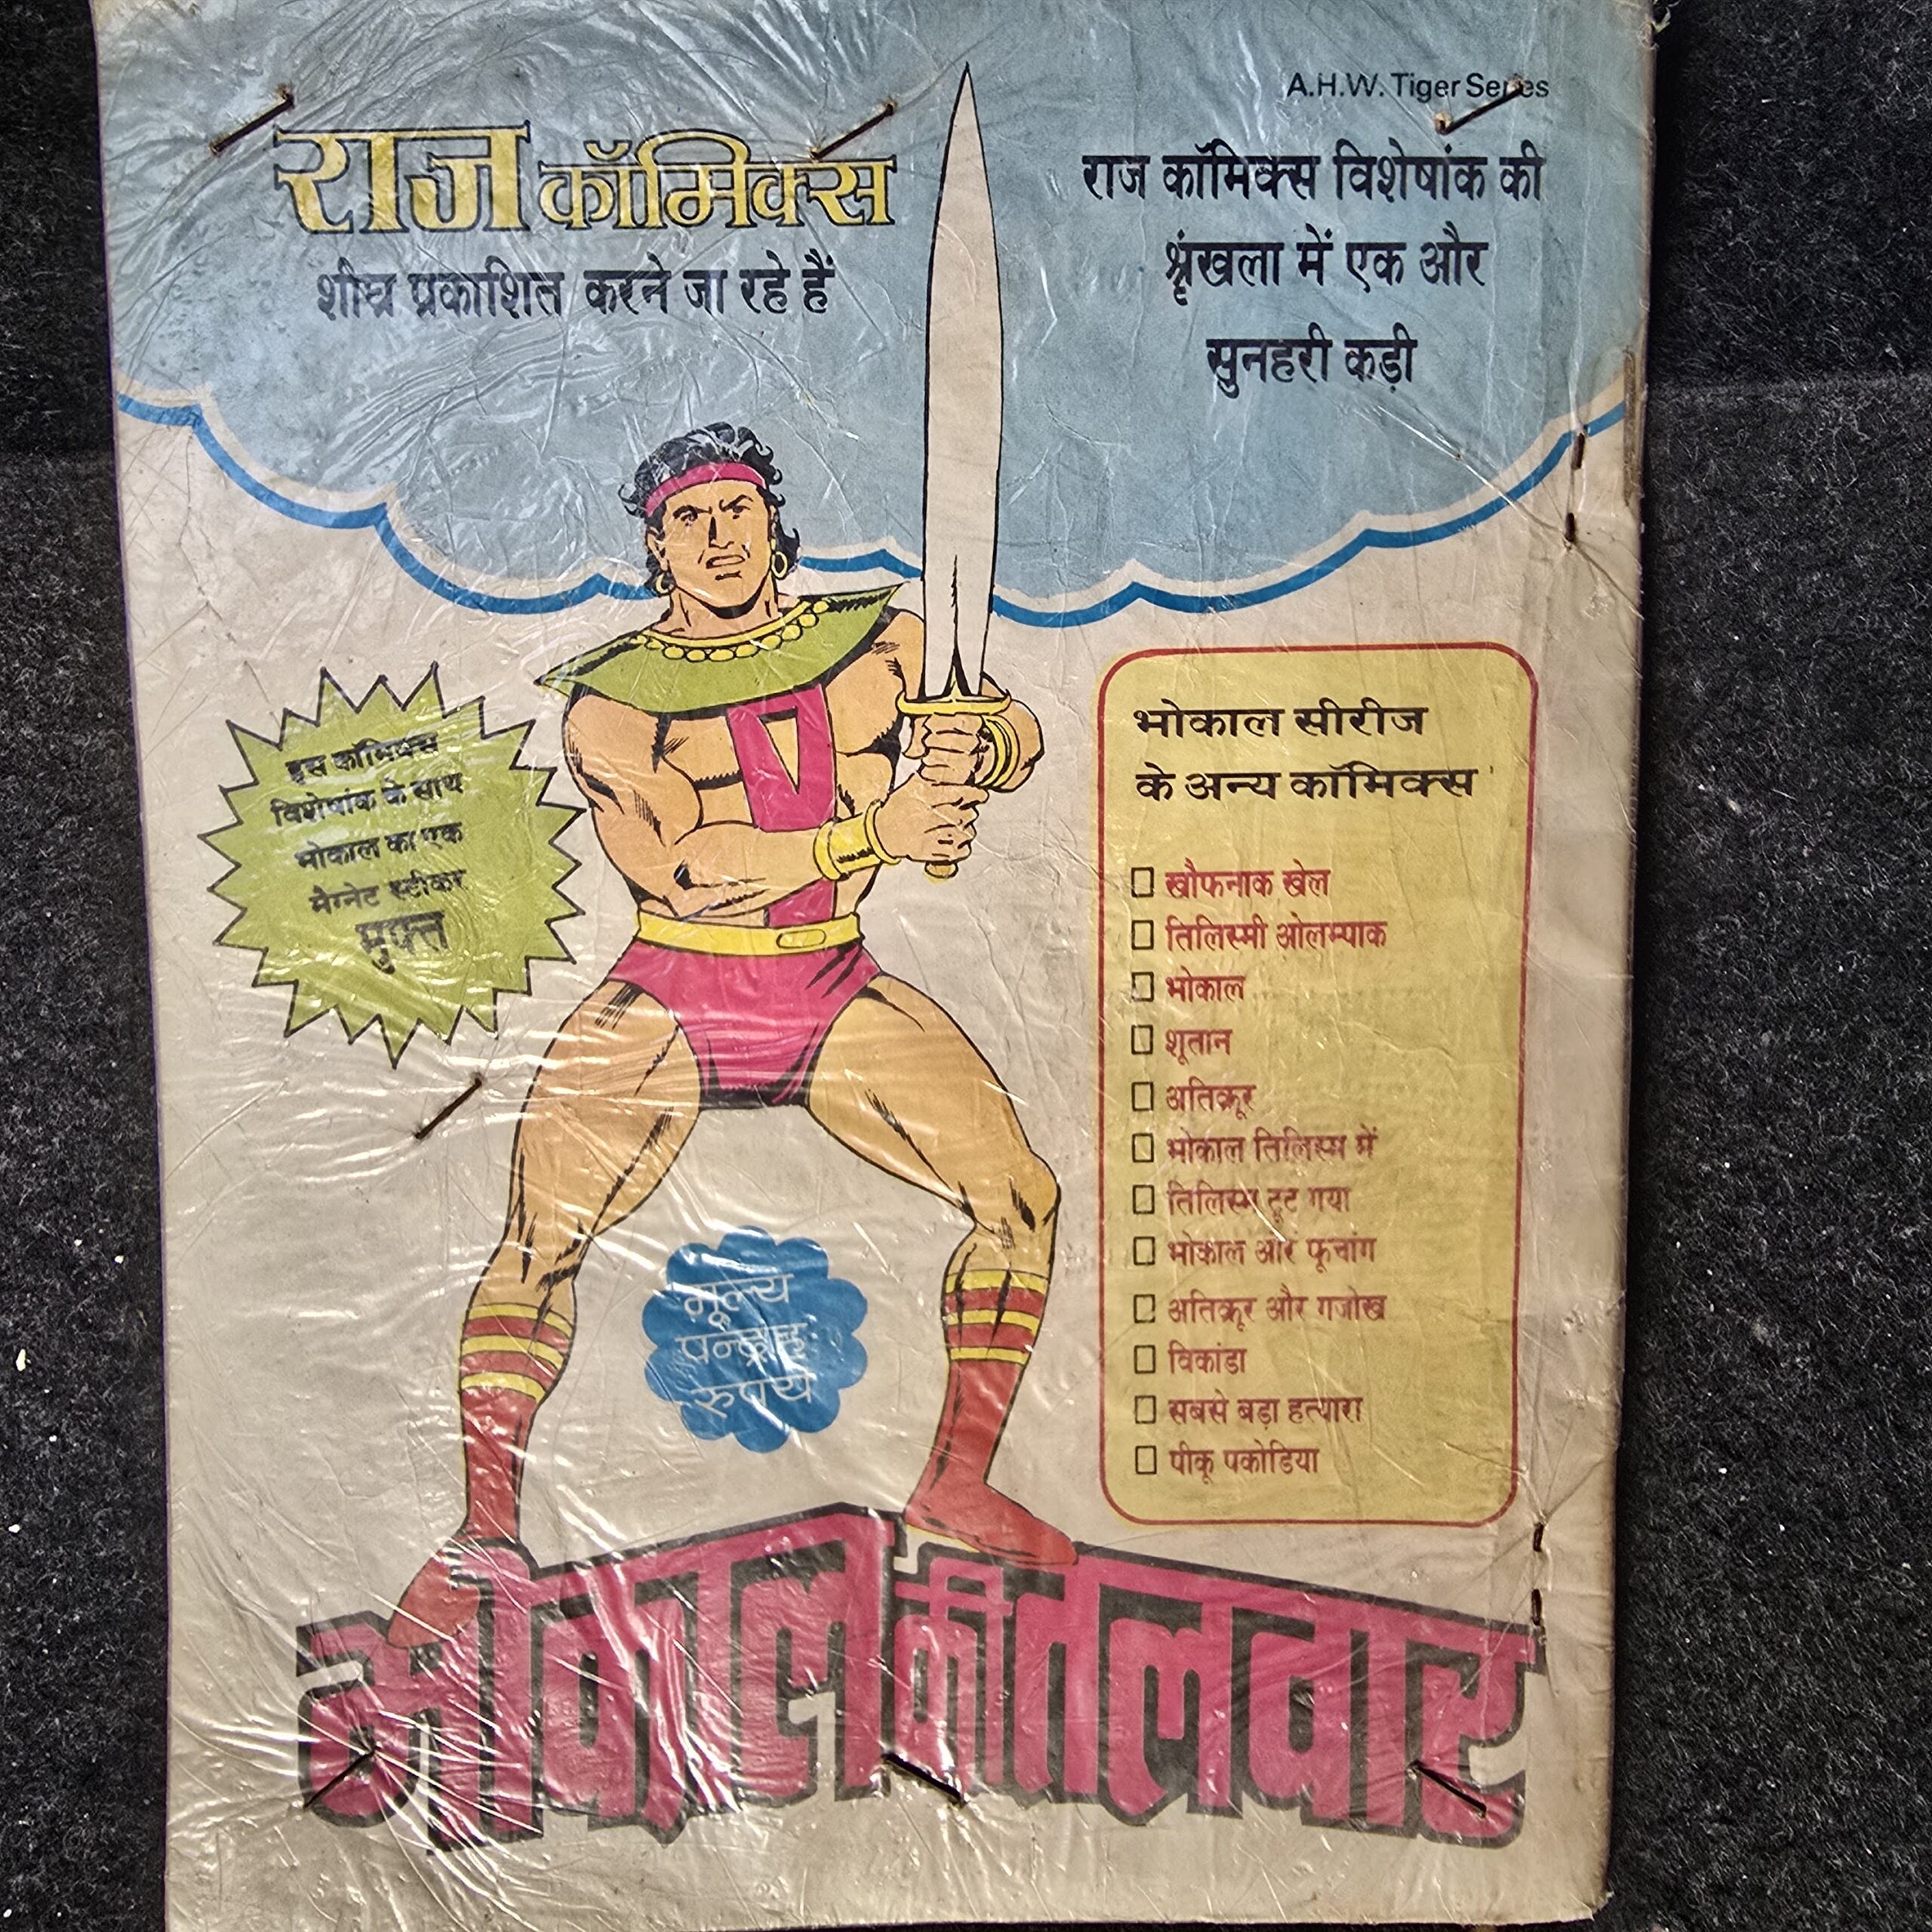 A.H.W. Tiger Series
राज कॉमिक्स
शीघ्र प्रकाशित करने जा रहे हैं
राज कॉमिक्स विशेषांक की
श्रृंखला में एक और
सुनहरी कड़ी
इस कॉमिक्स
विशेषांक के साथ
भोकाल का एक
मैग्नेट स्टीकर
मुफ्त
भोकाल सीरीज
के अन्य कॉमिक्स
खौफनाक खेल
तिलिस्मी ओलम्पाक
भोकाल
शूतान
अतिक्रूर
भोकाल तिलिस्म में
तिलिस्म टूट गया
भोकाल और फूचांग
अतिक्रूर और गजोख
विकांडा
सबसे बड़ा हत्यारा
पीकू पकोडिया
मूल्य
पन्द्राह
रुपये
भोकाल की तलवार